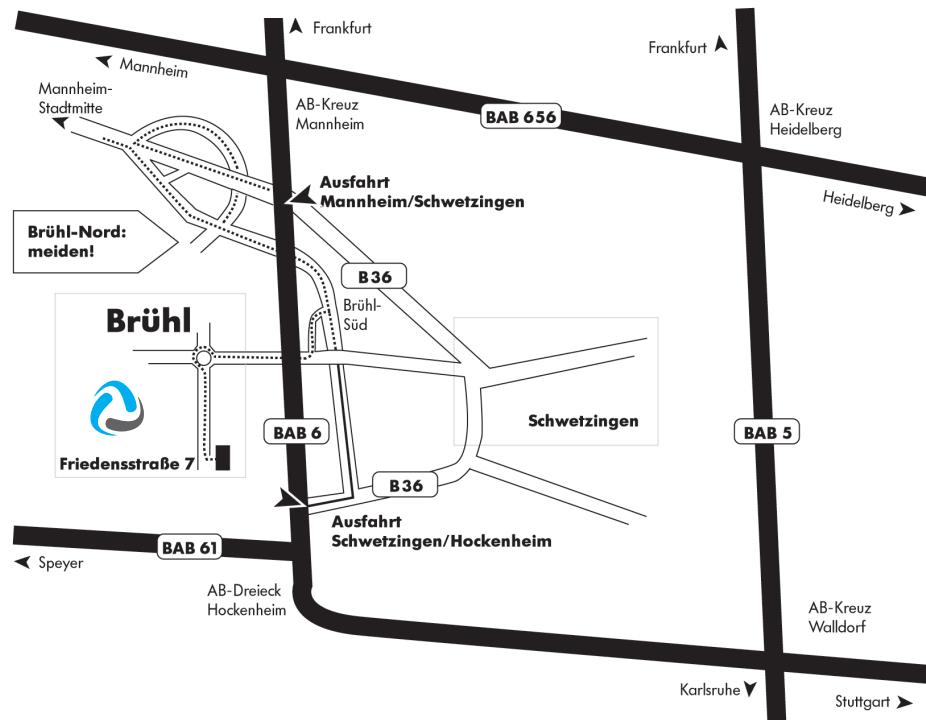 Frankfurt
Frankfurt
Mannheim
Mannheim-
Stadtmitte
AB-Kreuz
Mannheim
BAB 656
AB-Kreuz
Heidelberg
Ausfahrt
Mannheim/Schwetzingen
Heidelberg
Brühl-Nord:
meiden!
B36
Brühl-
Süd
Brühl
Schwetzingen
BAB 6
BAB 5
Friedensstraße 7
B36
Ausfahrt
Schwetzingen/Hockenheim
BAB 61
Speyer
AB-Dreieck
Hockenheim
AB-Kreuz
Walldorf
Karlsruhe
Stuttgart